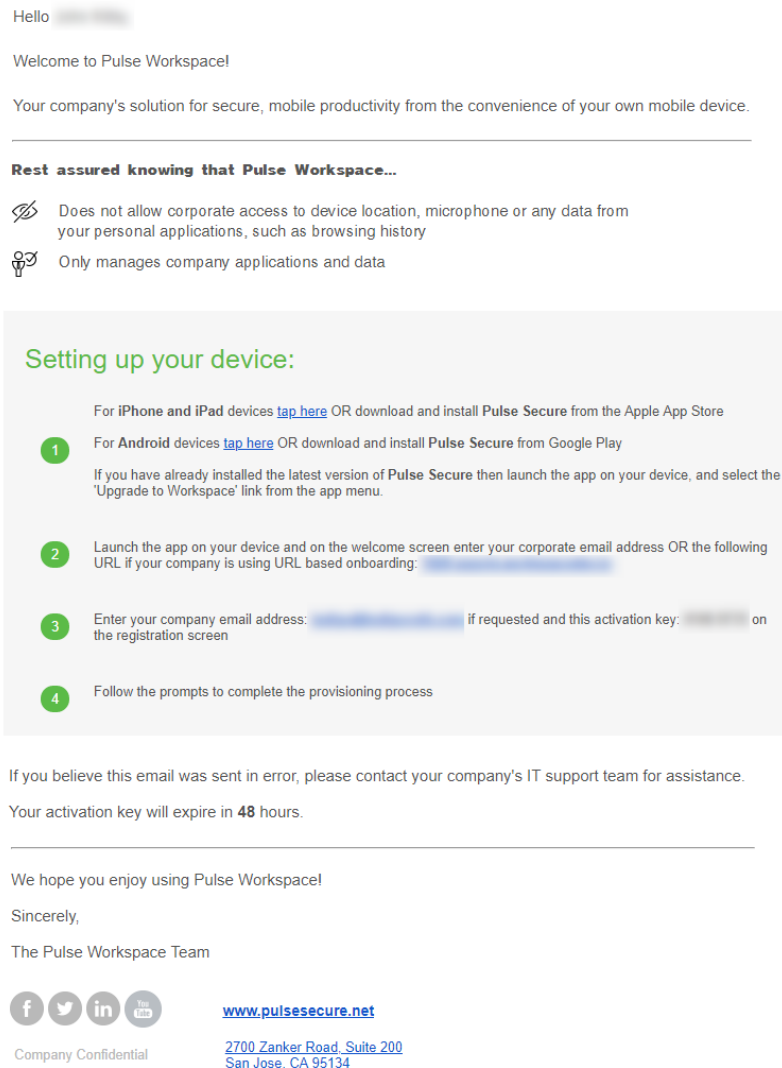 Hello
Welcome to Pulse Workspace!
Your company's solution for secure, mobile productivity from the convenience of your own mobile device.
Rest assured knowing that Pulse Workspace...
Does not allow corporate access to device location, microphone or any data from
your personal applications, such as browsing history
Only manages company applications and data
Setting up your device:
For iPhone and iPad devices tap here OR download and install Pulse Secure from the Apple App Store
1
For Android devices tap here OR download and install Pulse Secure from Google Play
If you have already installed the latest version of Pulse Secure then launch the app on your device, and select the
'Upgrade to Workspace' link from the app menu.
2
Launch the app on your device and on the welcome screen enter your corporate email address OR the following
URL if your company is using URL based onboarding:
3
Enter your company email address: if requested and this activation key: on
the registration screen
4
Follow the prompts to complete the provisioning process
If you believe this email was sent in error, please contact your company's IT support team for assistance.
Your activation key will expire in 48 hours.
We hope you enjoy using Pulse Workspace!
Sincerely,
The Pulse Workspace Team
f in You Tube
www.pulsesecure.net
Company Confidential
2700 Zanker Road, Suite 200
San Jose, CA 95134